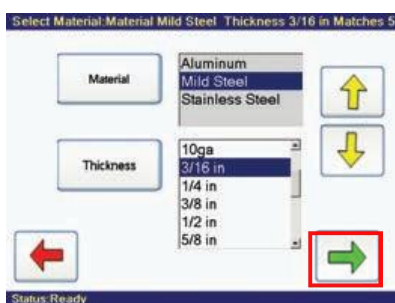 Select Material:Material Mild Steel Thickness 3/16 in Matches 5
Material
Aluminum
Mild Steel
Stainless Steel
Thickness
10ga
3/16 in
1/4 in
3/8 in
1/2 in
5/8 in
Status:Ready